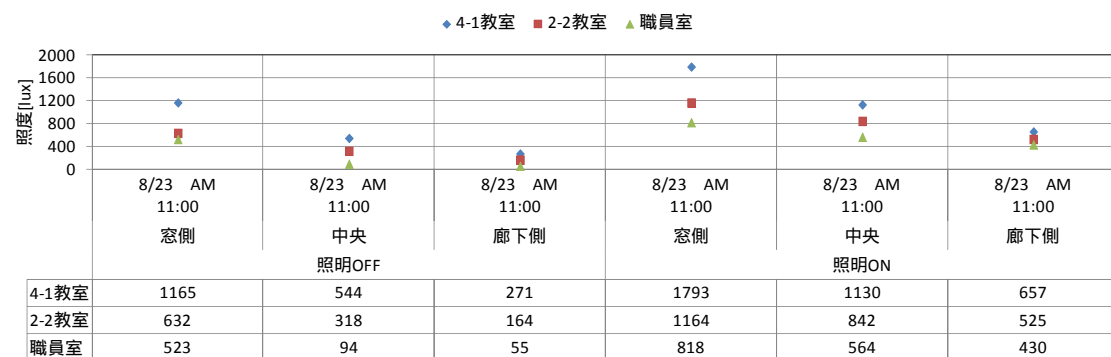 4-1教室 2-2教室 職員室
照度[lux]
2000
1600
1200
800
400
0
8/23 AM 8/23 AM 8/23 AM 8/23 AM 8/23 AM 8/23 AM
11:00 11:00 11:00 11:00 11:00 11:00
窓側 中央 廊下側 窓側 中央 廊下側
照明OFF 照明ON
4-1教室 1165 544 271 1793 1130 657
2-2教室 632 318 164 1164 842 525
職員室 523 94 55 818 564 430